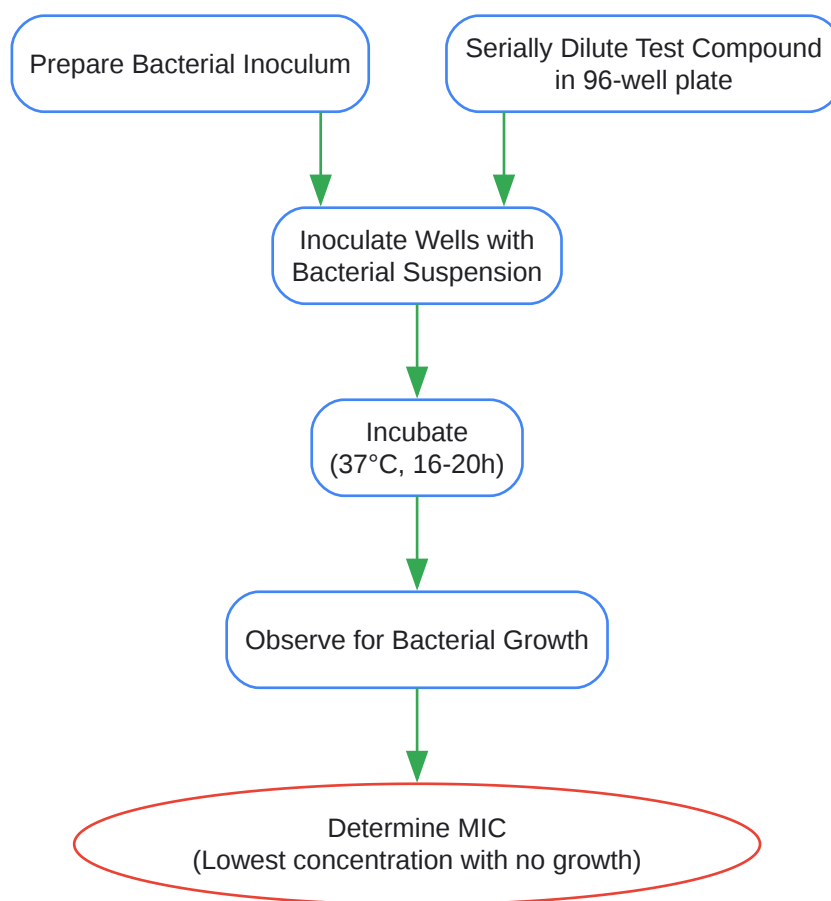 Prepare Bacterial Inoculum
Serially Dilute Test Compound
in 96-well plate
Inoculate Wells with
Bacterial Suspension
Incubate
(37°C, 16-20h)
Observe for Bacterial Growth
Determine MIC
(Lowest concentration with no growth)